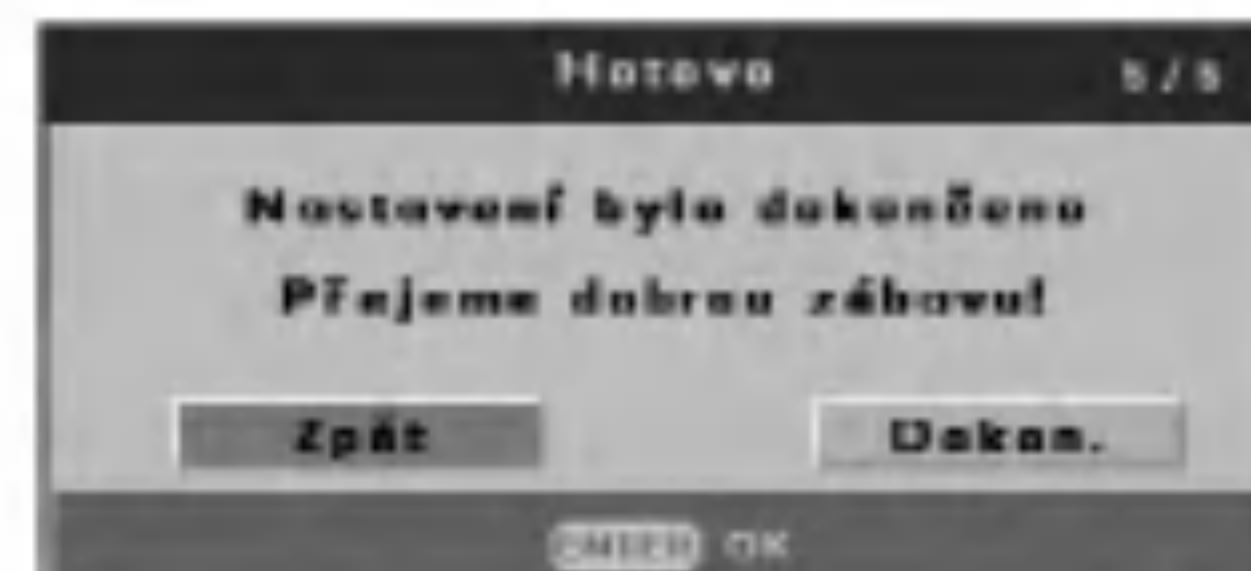 Hotovo 5/5
Nastavení bylo dokončeno
Přejeme dobrou zábavu!
Zpět Dokon.
ENTER OK